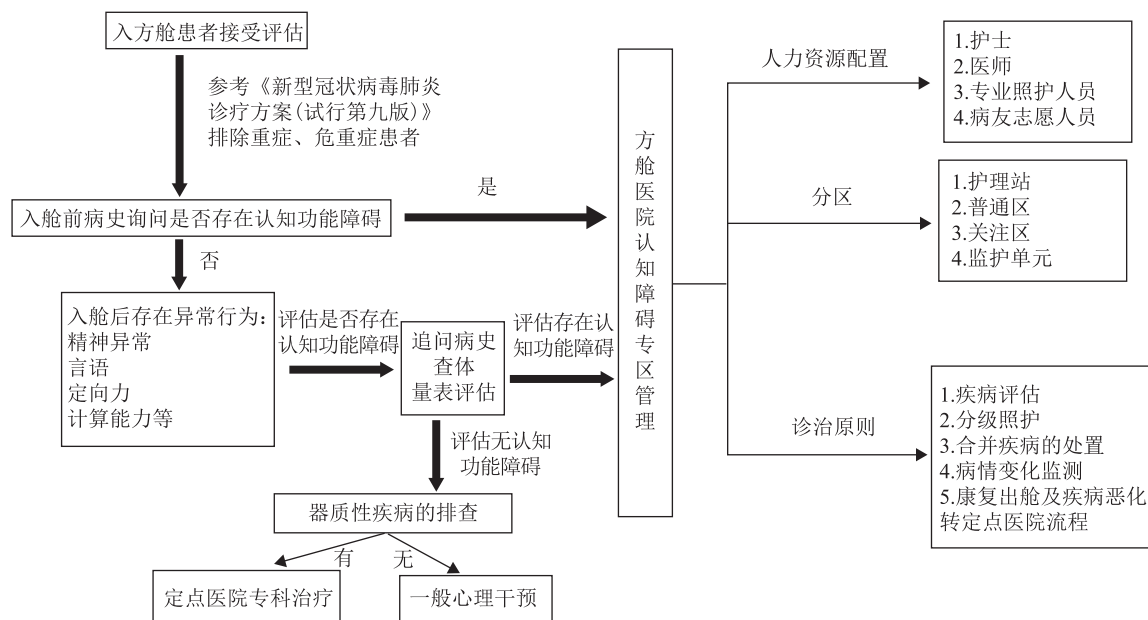 入方舱患者接受评估
参考《新型冠状病毒肺炎
诊疗方案(试行第九版)》
排除重症、危重症患者
入舱前病史询问是否存在认知功能障碍
是
否
入舱后存在异常行为：
精神异常
言语
定向力
计算能力等
评估是否存在
认知功能障碍
追问病史
查体
量表评估
评估存在认
知功能障碍
评估无认知
功能障碍
器质性疾病的排查
有
无
定点医院专科治疗
一般心理干预
方舱医院认知障碍专区管理
人力资源配置
1.护士
2.医师
3.专业照护人员
4.病友志愿人员
分区
1.护理站
2.普通区
3.关注区
4.监护单元
诊治原则
1.疾病评估
2.分级照护
3.合并疾病的处置
4.病情变化监测
5.康复出舱及疾病恶化
转定点医院流程